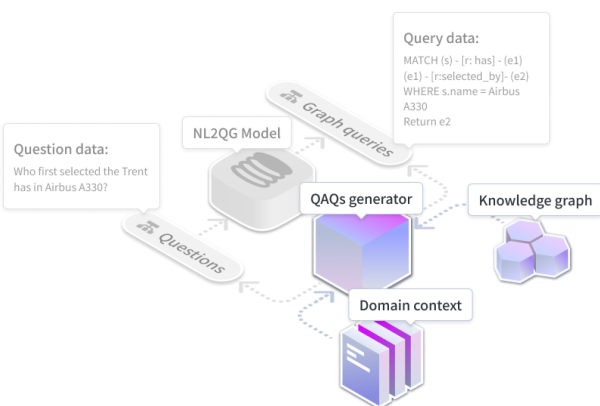 Query data:
MATCH (s) - [r: has] - (e1)
(e1) - [r:selected_by]- (e2)
WHERE s.name = Airbus
A330
Return e2
Graph queries
NL2QG Model
Question data:
Who first selected the Trent
has in Airbus A330?
QAQs generator
Knowledge graph
Questions
Domain context